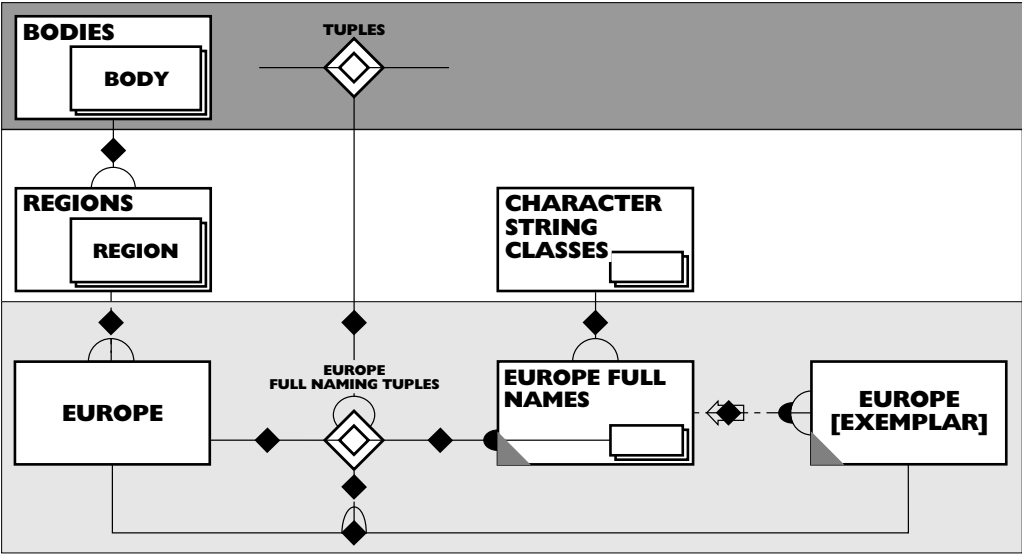 BODIES
BODY
TUPLES
REGIONS
REGION
CHARACTER
STRING
CLASSES
EUROPE
EUROPE
FULL NAMING TUPLES
EUROPE FULL
NAMES
EUROPE
[EXEMPLAR]